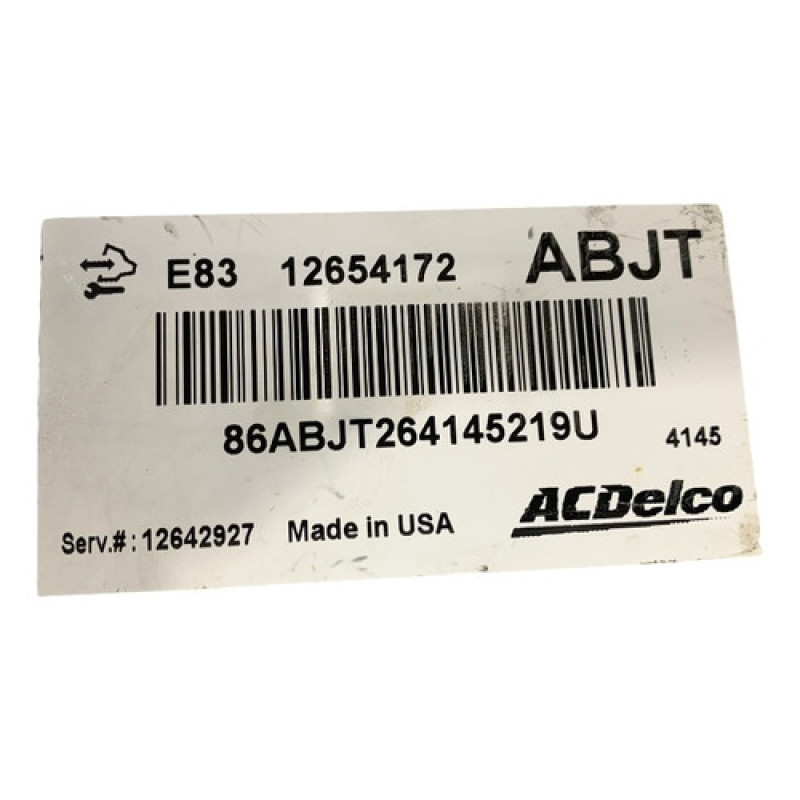 E83 12654172 ABJT
86ABJT264145219U 4145
Serv.#: 12642927 Made in USA ACDelco